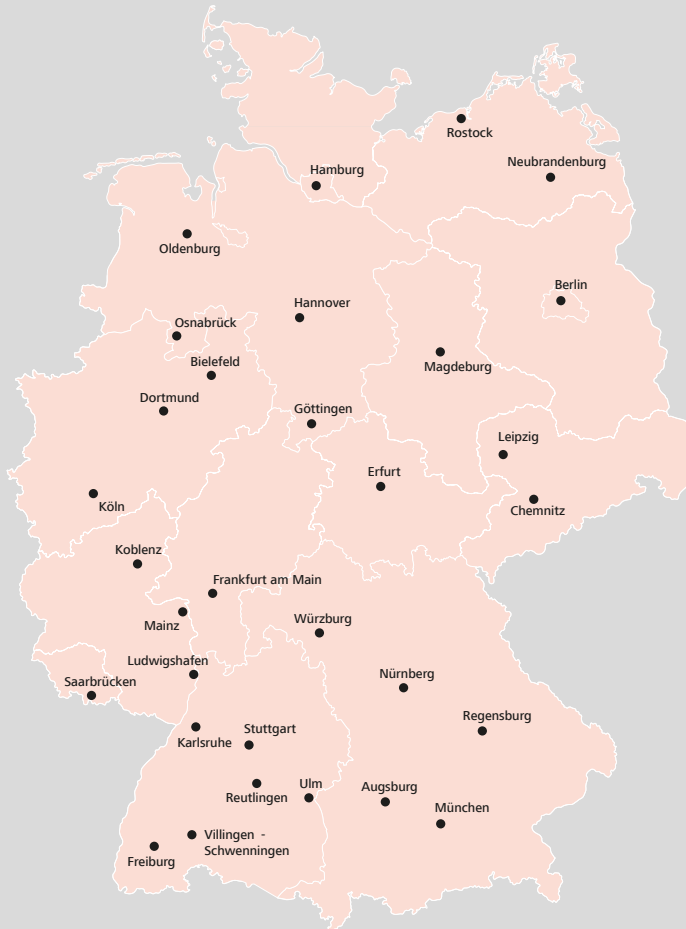 Rostock
Neubrandenburg
Hamburg
Oldenburg
Berlin
Hannover
Osnabrück
Bielefeld
Magdeburg
Dortmund
Göttingen
Leipzig
Erfurt
Köln
Chemnitz
Koblenz
Frankfurt am Main
Mainz
Würzburg
Ludwigshafen
Saarbrücken
Nürnberg
Regensburg
Karlsruhe
Stuttgart
Reutlingen
Ulm
Augsburg
München
Villingen -
Schwenningen
Freiburg